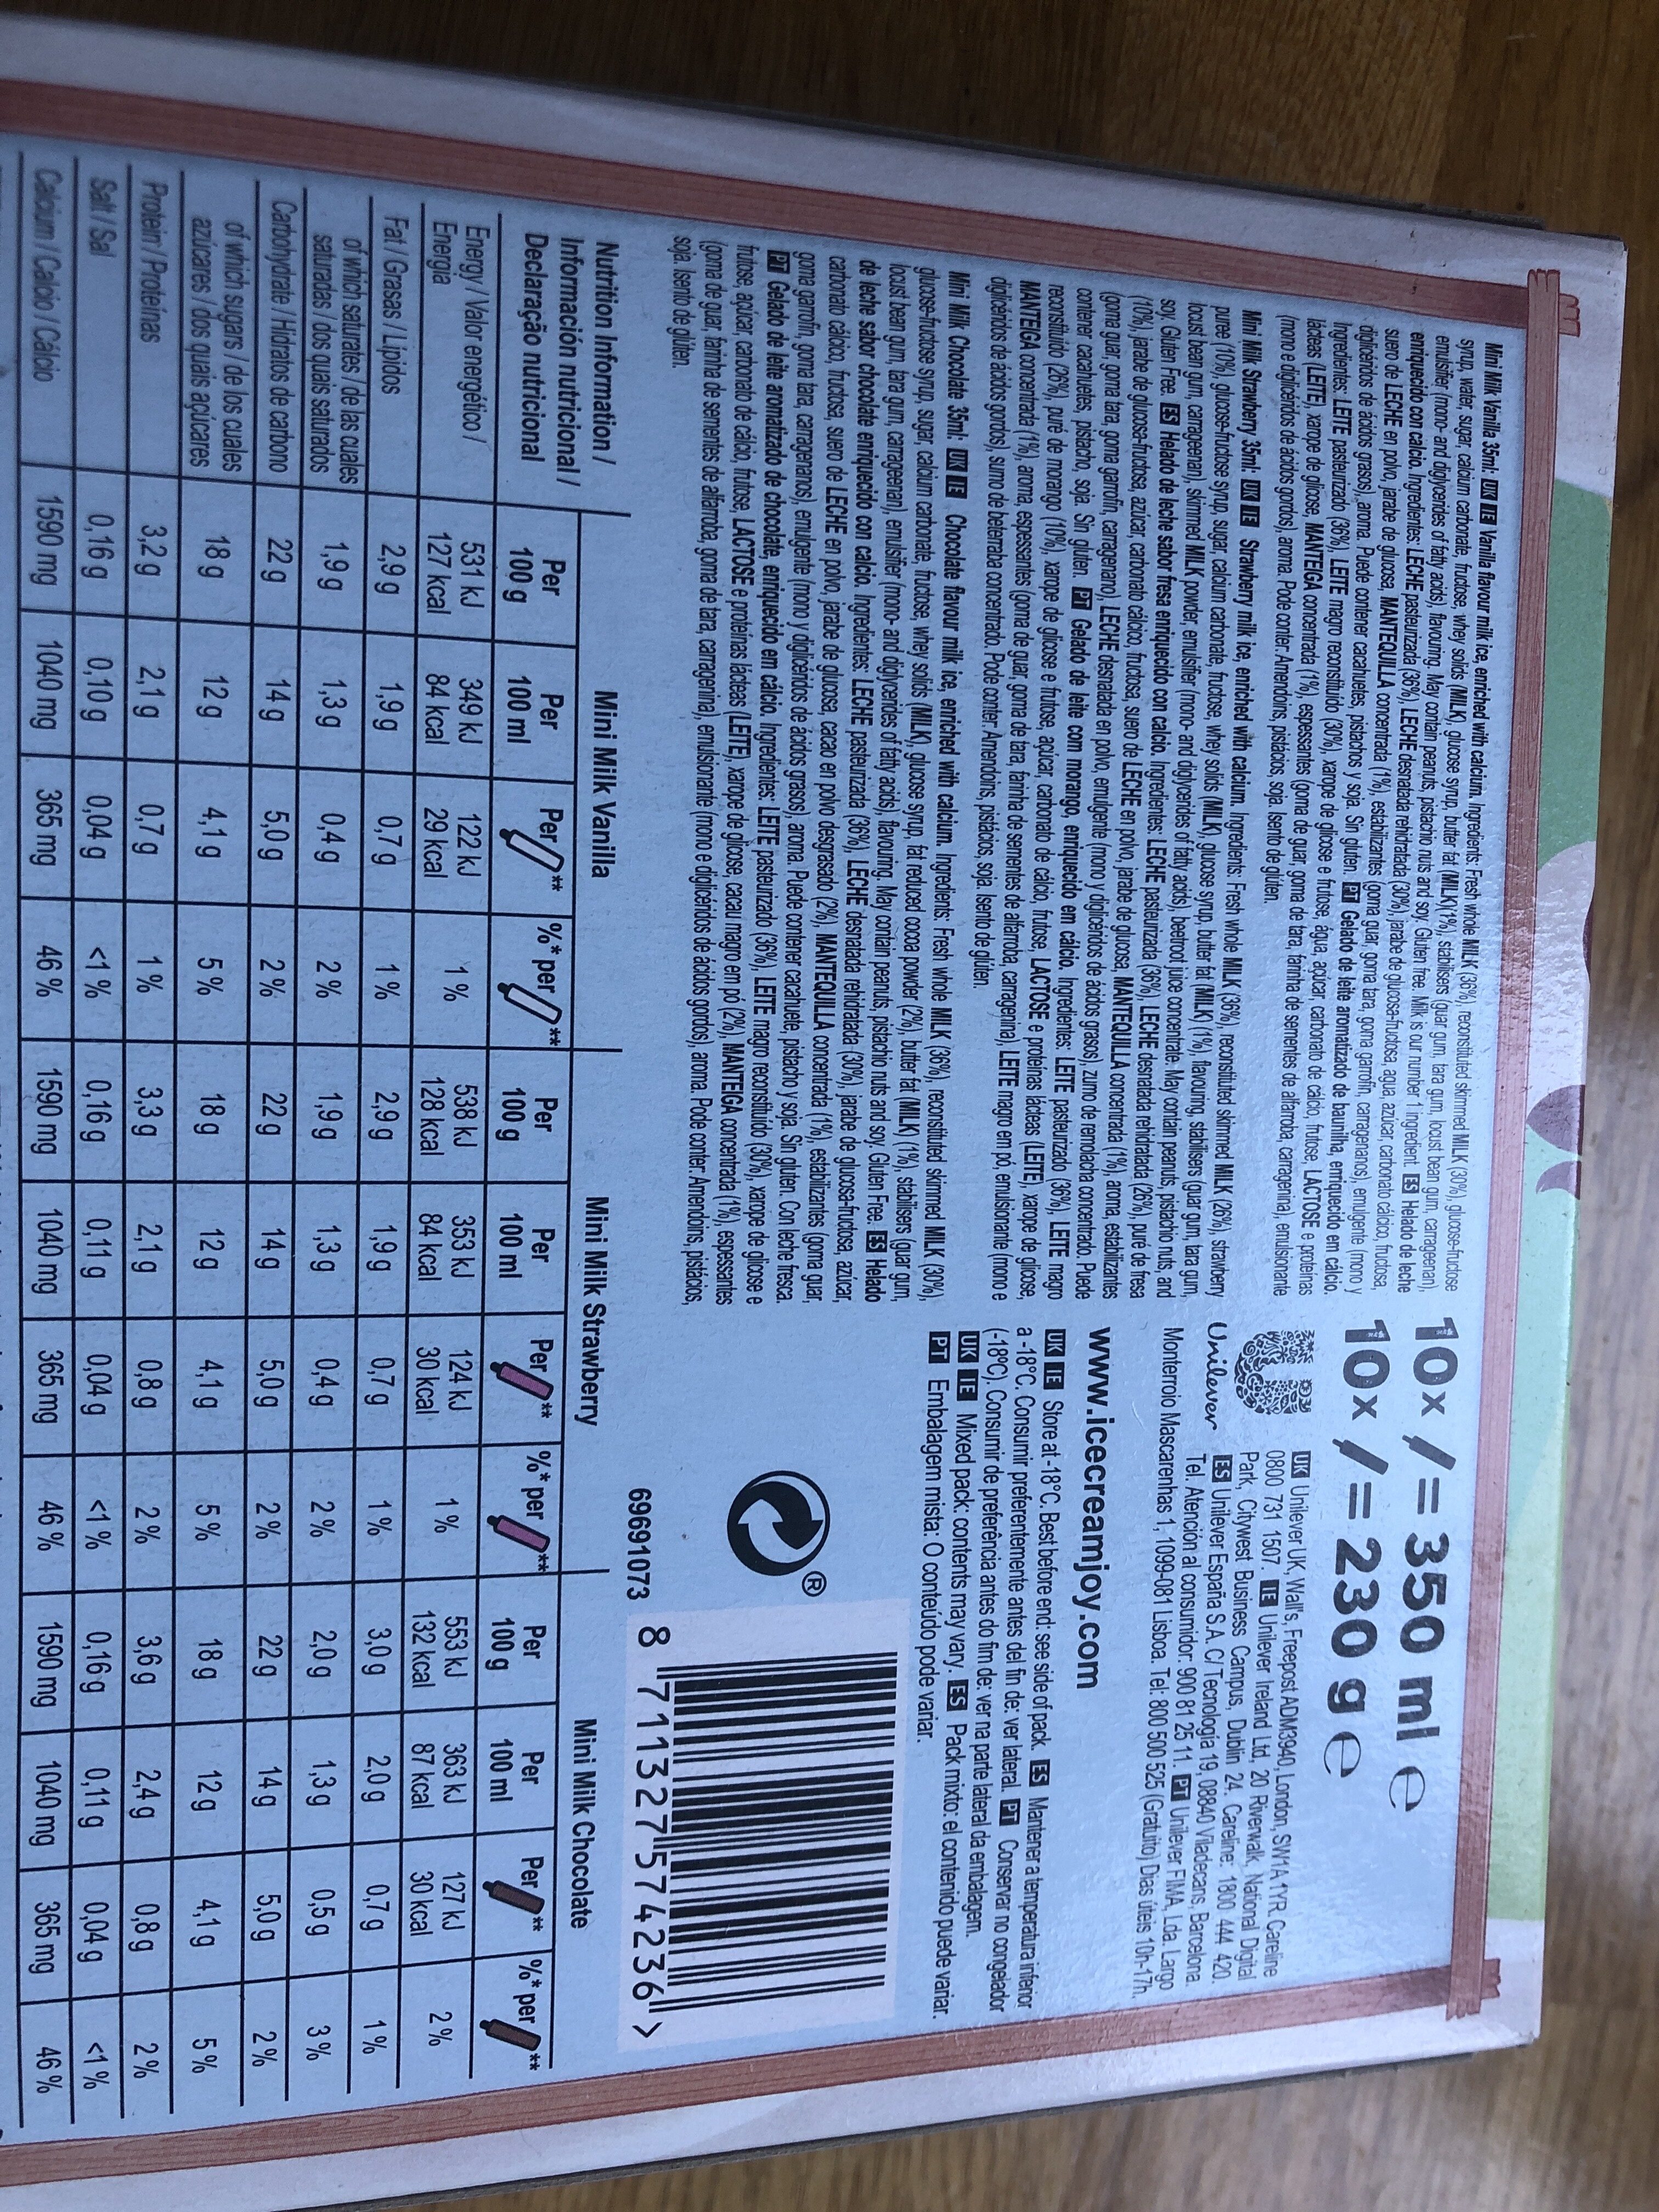 Mini Milk Vanilla 35ml: UK IE Vanilla flavour milk ice, enriched with calcium. Ingredients: Fresh whole MILK (36%), reconstituted skimmed MILK (30%), glucose-fructose
syrup, water, sugar, calcium carbonate, fructose, whey solids (MILK), glucose syrup, butter fat (MILK)(1%), stabilisers (guar gum, tara gum, locust bean gum, carrageenan),
emulsifier (mono- and diglycerides of fatty acids), flavouring. May contain peanuts, pistachio nuts and soy. Gluten free. Milk is our number 1 ingredient. ES Helado de leche
enriquecido con calcio. Ingredientes: LECHE pasteurizada (36%), LECHE desnatada rehidratada (30%), jarabe de glucosa-fructosa, agua, azúcar, carbonato cálcico, fructosa,
suero de LECHE en polvo, jarabe de glucosa, MANTEQUILLA concentrada (1%), estabilizantes (goma guar, goma tara, goma garrofín, carragenanos), emulgente (mono y
diglicéridos de ácidos grasos), aroma. Puede contener cacahuetes, pistachos y soja. Sin gluten. PT Gelado de leite aromatizado de baunilha, enriquecido em cálcio.
Ingredientes: LEITE pasteurizado (36%), LEITE magro reconstituído (30%), xarope de glicose e frutose, água, açúcar, carbonato de cálcio, frutose, LACTOSE e proteínas
lácteas (LEITE), xarope de glicose, MANTEIGA concentrada (1%), espessantes (goma de guar, goma de tara, farinha de sementes de alfarroba, carragenina), emulsionante
(mono e diglicéridos de ácidos gordos), aroma. Pode conter: Amendoins, pistácios, soja. Isento de glúten.
Mini Milk Strawberry 35ml: UK IE Strawberry milk ice, enriched with calcium. Ingredients: Fresh whole MILK (36%), reconstituted skimmed MILK (26%), strawberry
puree (10%), glucose-fructose syrup, sugar, calcium carbonate, fructose, whey solids (MILK), glucose syrup, butter fat (MILK) (1%), flavouring, stabilisers (guar gum, tara gum,
locust bean gum, carrageenan), skimmed MILK powder, emulsifier (mono- and diglycerides of fatty acids), beetroot juice concentrate. May contain peanuts, pistachio nuts, and
soy. Gluten Free. ES Helado de leche sabor fresa enriquecido con calcio. Ingredientes: LECHE pasteurizada (36%), LECHE desnatada rehidratada (26%), puré de fresa
(10%), jarabe de glucosa-fructosa, azúcar, carbonato cálcico, fructosa, suero de LECHE en polvo, jarabe de glucosa, MANTEQUILLA concentrada (1%), aroma, estabilizantes
(goma guar, goma tara, goma garrofín, carragenano), LECHE desnatada en polvo, emulgente (mono y diglicéridos de ácidos grasos), zumo de remolacha concentrado. Puede
contener cacahuetes, pistacho, soja. Sin gluten. PT Gelado de leite com morango, enriquecido em cálcio. Ingredientes: LEITE pasteurizado (36%), LEITE magro
reconstituído (26%), puré de morango (10%), xarope de glicose e frutose, açúcar, carbonato de cálcio, frutose, LACTOSE e proteínas lácteas (LEITE), xarope de glicose,
MANTEIGA concentrada (1%), aroma, espessantes (goma de guar, goma de tara, farinha de sementes de alfarroba, carragenina), LEITE magro em pó, emulsionante (mono e
diglicéridos de ácidos gordos), sumo de beterraba concentrado. Pode conter: Amendoins, pistácios, soja. Isento de glúten.
Mini Milk Chocolate 35ml: UK IE Chocolate flavour milk ice, enriched with calcium. Ingredients: Fresh whole MILK (36%), reconstituted skimmed MILK (30%),
glucose-fructose syrup, sugar, calcium carbonate, fructose, whey solids (MILK), glucose syrup, fat reduced cocoa powder (2%), butter fat (MILK) (1%), stabilisers (guar gum,
locust bean gum, tara gum, carrageenan), emulsifier (mono- and diglycerides of fatty acids), flavouring. May contain peanuts, pistachio nuts and soy. Gluten Free. ES Helado
de leche sabor chocolate enriquecido con calcio. Ingredientes: LECHE pasteurizada (36%), LECHE desnatada rehidratada (30%), jarabe de glucosa-fructosa, azúcar,
carbonato cálcico, fructosa, suero de LECHE en polvo, jarabe de glucosa, cacao en polvo desgrasado (2%), MANTEQUILLA concentrada (1%), estabilizantes (goma guar,
goma garrofín, goma tara, carragenanos), emulgente (mono y diglicéridos de ácidos grasos), aroma. Puede contener cacahuete, pistacho y soja. Sin gluten. Con leche fresca.
PT Gelado de leite aromatizado de chocolate, enriquecido em cálcio. Ingredientes: LEITE pasteurizado (36%), LEITE magro reconstituído (30%), xarope de glicose e
frutose, açúcar, carbonato de cálcio, frutose, LACTOSE e proteínas lácteas (LEITE), xarope de glicose, cacau magro em pó (2%), MANTEIGA concentrada (1%), espessantes
(goma de guar, farinha de sementes de alfarroba, goma de tara, carragenina), emulsionante (mono e diglicéridos de ácidos gordos), aroma. Pode conter: Amendoins, pistácios,
soja. Isento de glúten.
10x = 350 ml e
10x = 230 g e
Unilever
UK Unilever UK, Wall's, Freepost ADM3940, London, SW1A 1YR. Careline
0800 731 1507. IE Unilever Ireland Ltd, 20 Riverwalk, National Digital
Park, Citywest Business Campus, Dublin 24. Careline: 1800 444 420.
ES Unilever España S.A. C/ Tecnología 19, 08840 Viladecans, Barcelona.
Tel. Atención al consumidor: 900 81 25 11. PT Unilever FIMA, Lda. Largo
Monterroio Mascarenhas 1, 1099-081 Lisboa. Tel: 800 500 525 (Gratuito) Dias úteis 10h-17h.
www.icecreamjoy.com
UK IE Store at -18°C. Best before end: see side of pack. ES Mantener a temperatura inferior
a -18°C. Consumir preferentemente antes del fin de: ver lateral. PT Conservar no congelador
(-18°C). Consumir de preferência antes do fim de: ver na parte lateral da embalagem.
UK IE Mixed pack: contents may vary. ES Pack mixto: el contenido puede variar.
PT Embalagem mista: O conteúdo pode variar.
®
69691073
8 711327 574236 >
Nutrition Information / Información nutricional / Declaração nutricional
Mini Milk Vanilla Mini Milk Strawberry Mini Milk Chocolate
Per 100 g Per 100 ml Per ** %* per ** Per 100 g Per 100 ml Per ** %* per ** Per 100 g Per 100 ml Per ** %* per **
Energy / Valor energético / 531 kJ 349 kJ 122 kJ 1 % 538 kJ 353 kJ 124 kJ 1 % 553 kJ 363 kJ 127 kJ 2 %
Energia 127 kcal 84 kcal 29 kcal 128 kcal 84 kcal 30 kcal 132 kcal 87 kcal 30 kcal
Fat / Grasas / Lípidos 2,9 g 1,9 g 0,7 g 1 % 2,9 g 1,9 g 0,7 g 1 % 3,0 g 2,0 g 0,7 g 1 %
of which saturates / de las cuales
saturadas / dos quais saturados 1,9 g 1,3 g 0,4 g 2 % 1,9 g 1,3 g 0,4 g 2 % 2,0 g 1,3 g 0,5 g 3 %
Carbohydrate / Hidratos de carbono 22 g 14 g 5,0 g 2 % 22 g 14 g 5,0 g 2 % 22 g 14 g 5,0 g 2 %
of which sugars / de los cuales
azúcares / dos quais açúcares 18 g 12 g 4,1 g 5 % 18 g 12 g 4,1 g 5 % 18 g 12 g 4,1 g 5 %
Protein / Proteínas 3,2 g 2,1 g 0,7 g 1 % 3,3 g 2,1 g 0,8 g 2 % 3,6 g 2,4 g 0,8 g 2 %
Salt / Sal 0,16 g 0,10 g 0,04 g <1 % 0,16 g 0,11 g 0,04 g <1 % 0,16 g 0,11 g 0,04 g <1 %
Calcium / Calcio / Cálcio 1590 mg 1040 mg 365 mg 46 % 1590 mg 1040 mg 365 mg 46 % 1590 mg 1040 mg 365 mg 46 %